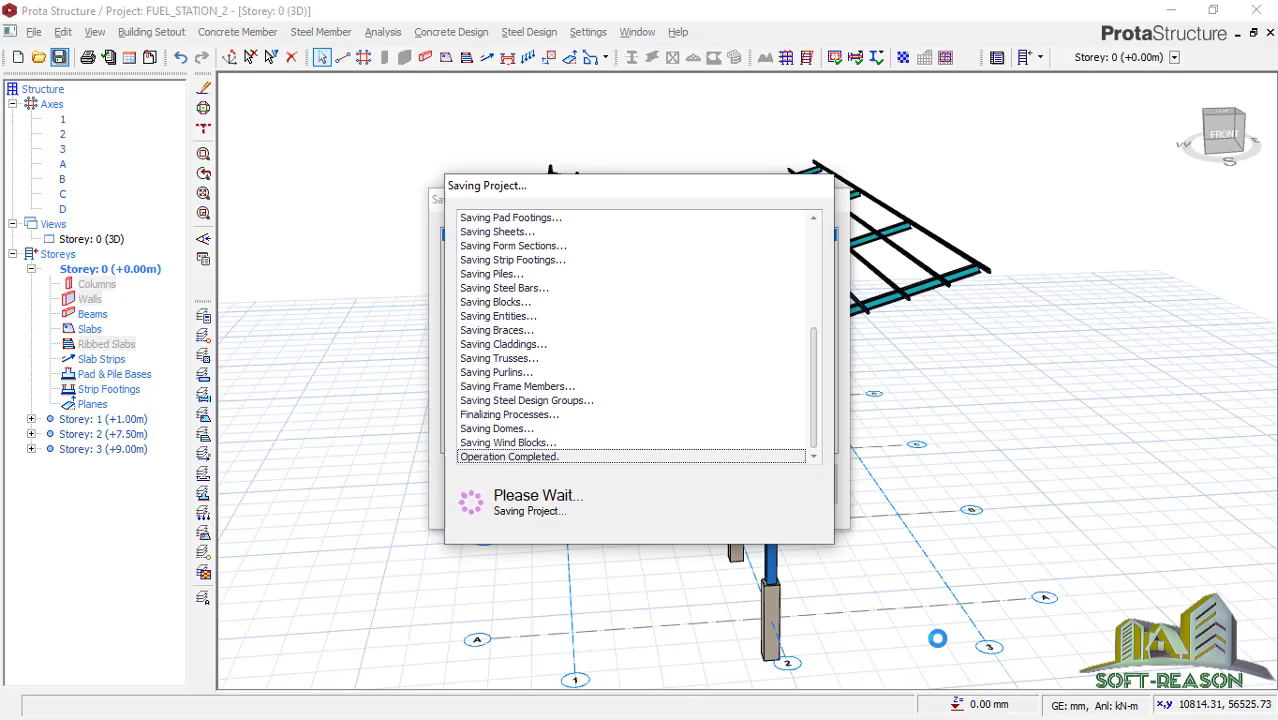 Prota Structure / Project: FUEL_STATION_2 - [Storey: 0 (3D)]
File Edit View Building Setout Concrete Member Steel Member Analysis Concrete Design Steel Design Settings Window Help
ProtaStructure
Storey: 0 (+0.00m)
Structure
Axes
1
2
3
A
B
C
D
Views
Storey: 0 (3D)
Storeys
Storey: 0 (+0.00m)
Columns
Walls
Beams
Slabs
Ribbed Slabs
Slab Strips
Pad & Pile Bases
Strip Footings
Planes
Storey: 1 (+1.00m)
Storey: 2 (+7.50m)
Storey: 3 (+9.00m)
Sa
Saving Project...
Saving Pad Footings...
Saving Sheets...
Saving Form Sections...
Saving Strip Footings...
Saving Piles...
Saving Steel Bars...
Saving Blocks...
Saving Entities...
Saving Braces...
Saving Claddings...
Saving Trusses...
Saving Purlins...
Saving Frame Members...
Saving Steel Design Groups...
Finalizing Processes...
Saving Domes...
Saving Wind Blocks...
Operation Completed.
Please Wait...
Saving Project...
FRONT
W
S
C
B
A
A
1
2
3
SOFT-REASON
Z=
0.00 mm
GE: mm, Anl: kN-m
x,y 10814.31, 56525.73